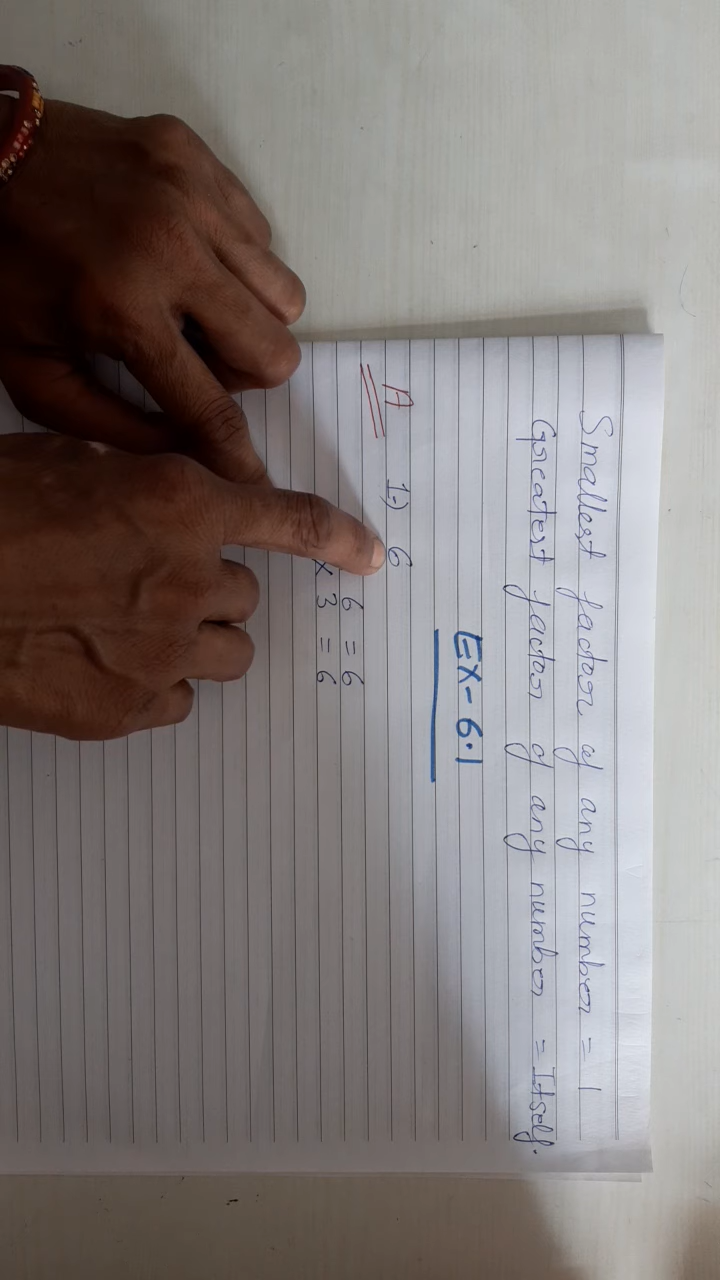 Smallest factor of any number = 1
Greatest factor of any number = Itself.
EX-6.1
A 1) 6
6 = 6
x 3 = 6